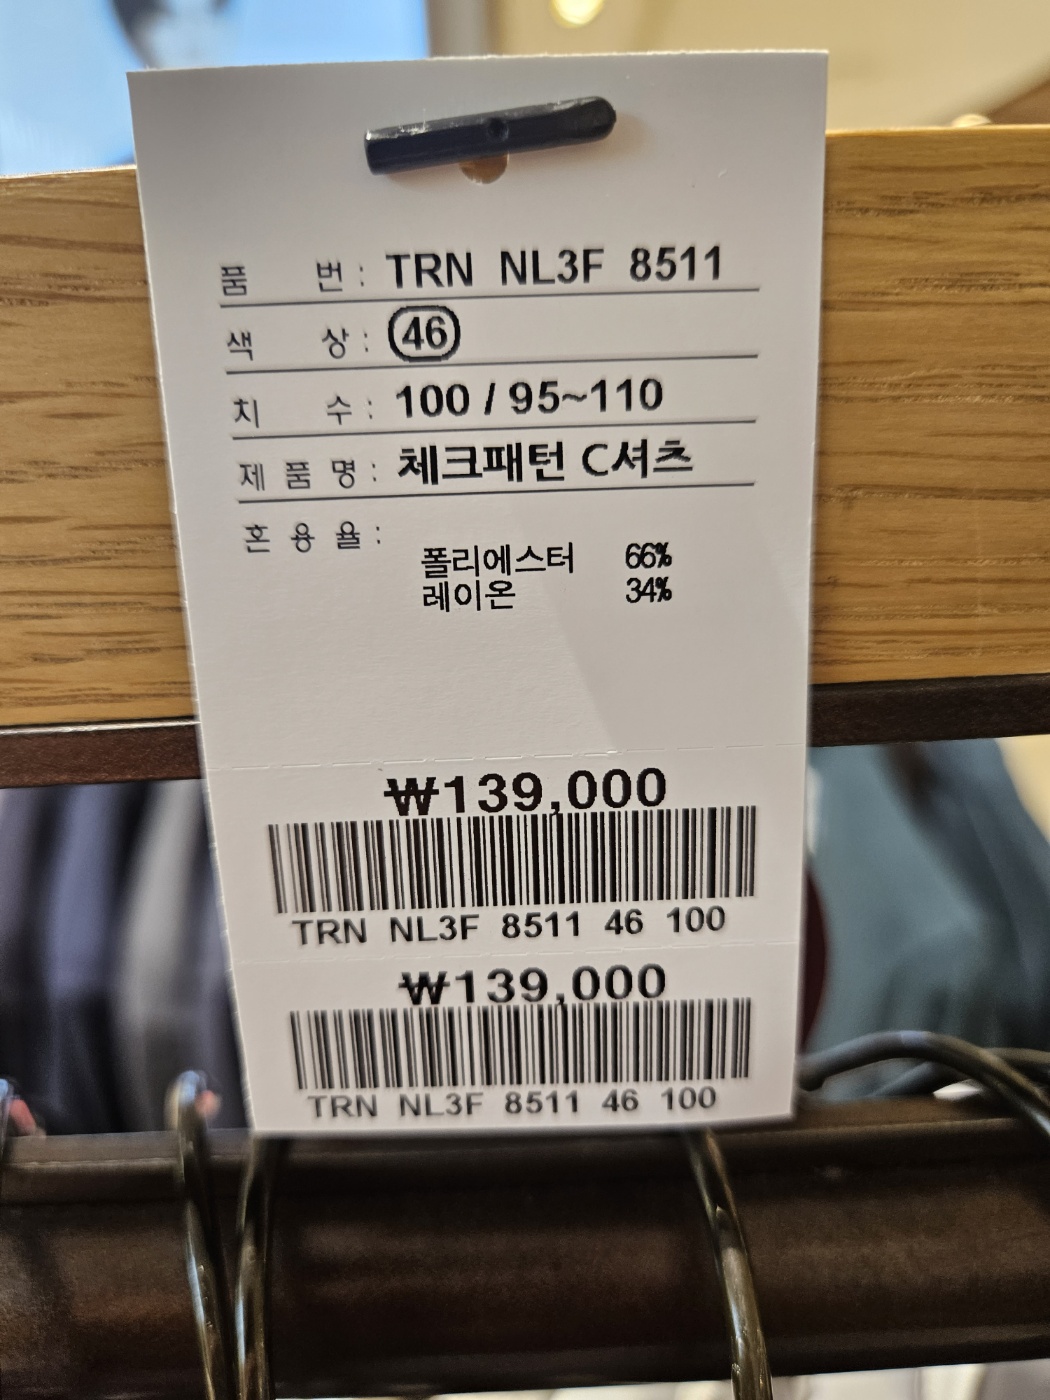 품 번 : TRN NL3F 8511
색 상 : 46
치 수 : 100 / 95~110
제 품 명 : 체크패턴 C셔츠
혼 용 율 :
폴리에스터 66%
레이온 34%
₩139,000
TRN NL3F 8511 46 100
₩139,000
TRN NL3F 8511 46 100